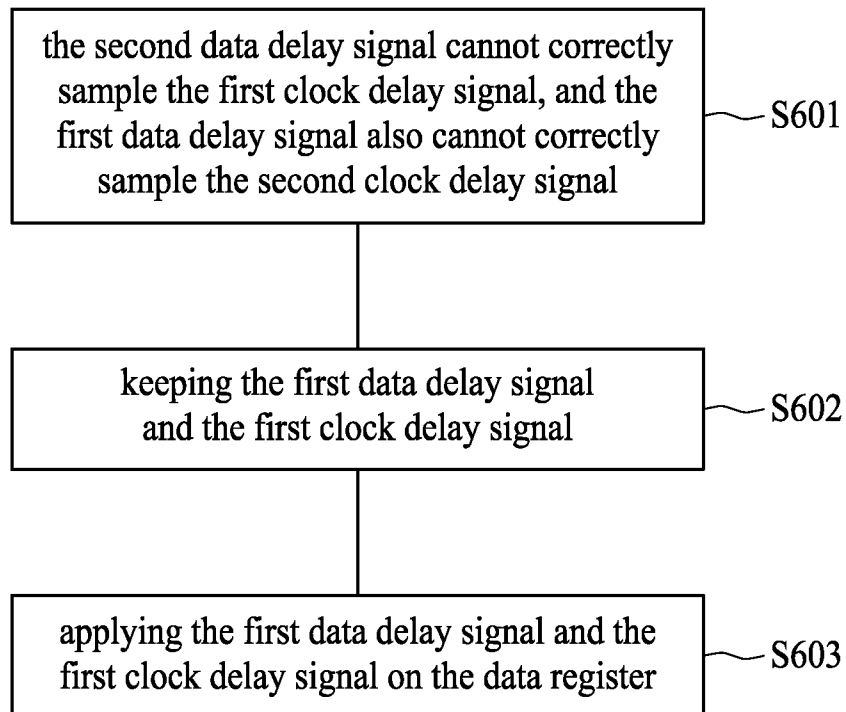 the second data delay signal cannot correctly
sample the first clock delay signal, and the
first data delay signal also cannot correctly
sample the second clock delay signal
S601
keeping the first data delay signal
and the first clock delay signal
S602
applying the first data delay signal and the
first clock delay signal on the data register
S603